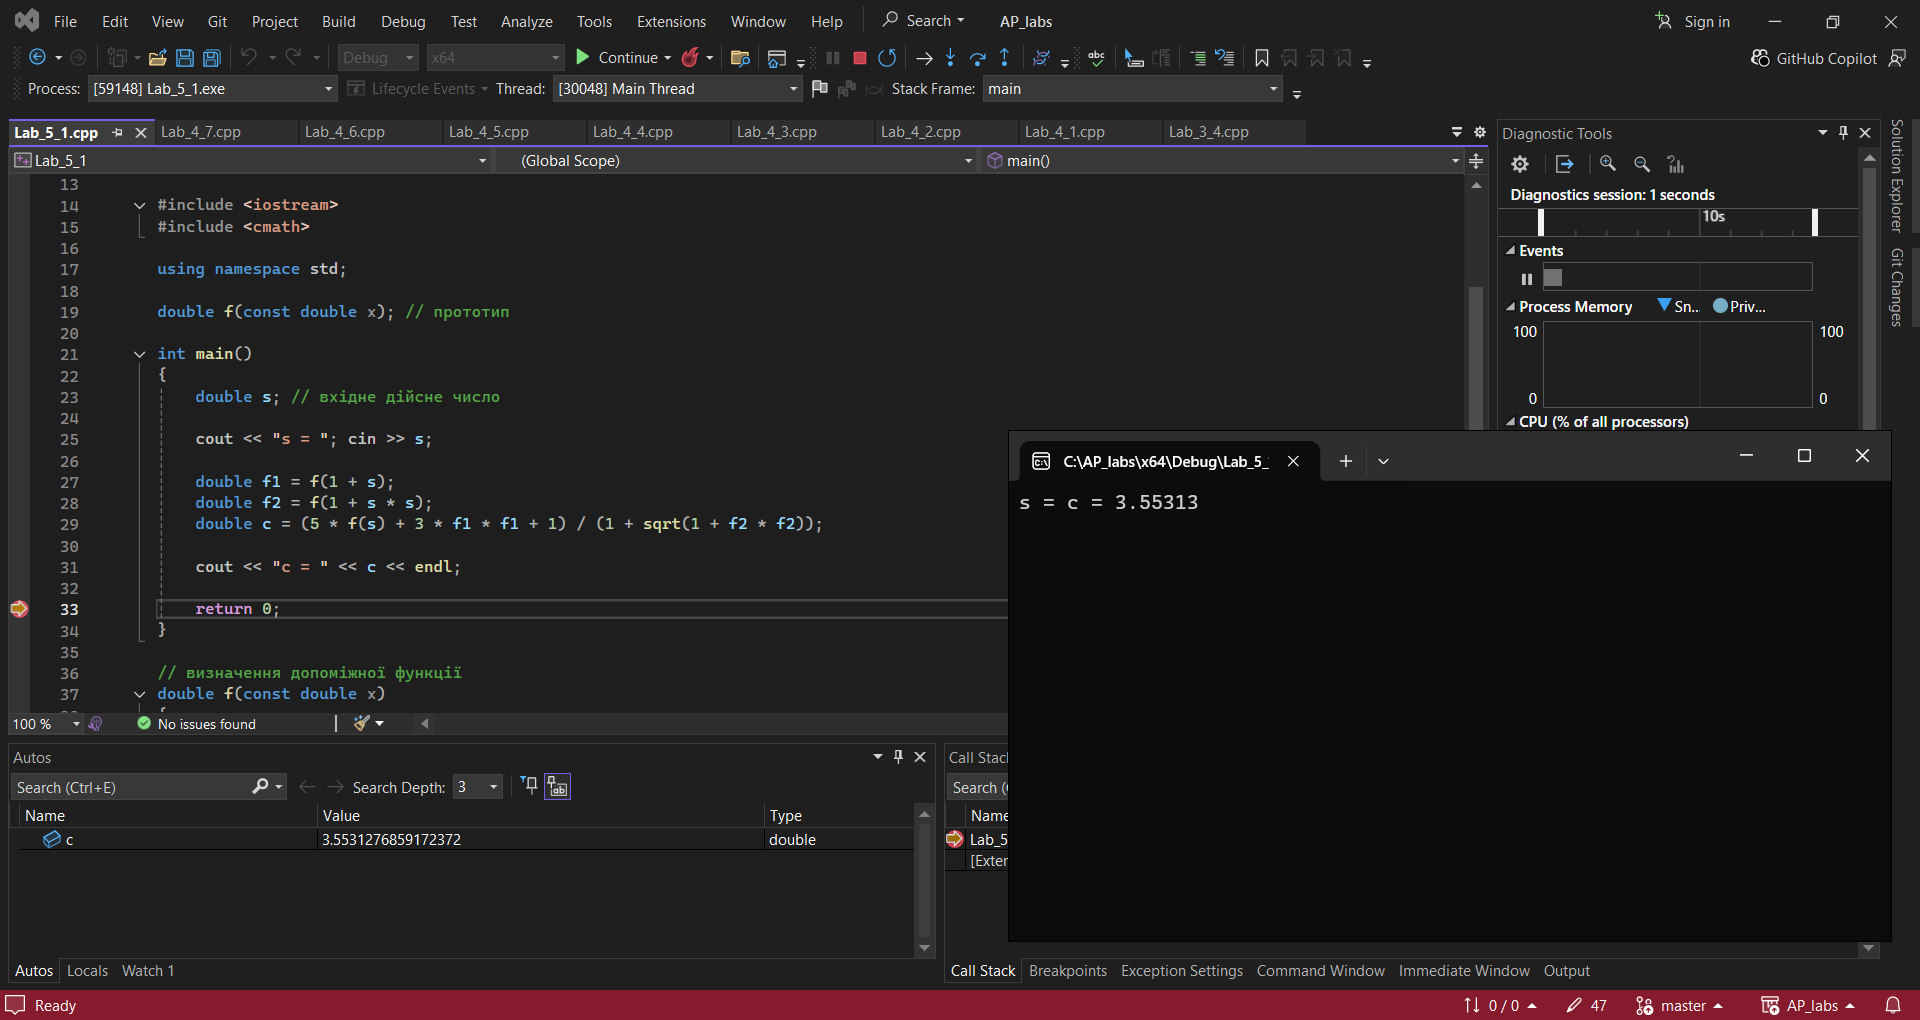 File Edit View Git Project Build Debug Test Analyze Tools Extensions Window Help Search AP_labs Sign in
Debug x64 Continue abc GitHub Copilot
Process: [59148] Lab_5_1.exe Lifecycle Events Thread: [30048] Main Thread Stack Frame: main
Lab_5_1.cpp Lab_4_7.cpp Lab_4_6.cpp Lab_4_5.cpp Lab_4_4.cpp Lab_4_3.cpp Lab_4_2.cpp Lab_4_1.cpp Lab_3_4.cpp
Lab_5_1 (Global Scope) main()
13
14 #include <iostream>
15 #include <cmath>
16
17 using namespace std;
18
19 double f(const double x); // прототип
20
21 int main()
22 {
23 double s; // вхідне дійсне число
24
25 cout << "s = "; cin >> s;
26
27 double f1 = f(1 + s);
28 double f2 = f(1 + s * s);
29 double c = (5 * f(s) + 3 * f1 * f1 + 1) / (1 + sqrt(1 + f2 * f2));
30
31 cout << "c = " << c << endl;
32
33 return 0;
34 }
35
36 // визначення допоміжної функції
37 double f(const double x)
100 % No issues found
Diagnostic Tools
Diagnostics session: 1 seconds
10s
Events
Process Memory Sn... Priv...
100 100
0 0
CPU (% of all processors)
Solution Explorer
Git Changes
C:\AP_labs\x64\Debug\Lab_5_
s = c = 3.55313
Autos
Search (Ctrl+E) Search Depth: 3
Name Value Type
c 3.5531276859172372 double
Autos Locals Watch 1
Call Stac
Search (
Name
Lab_5
[Exter
Call Stack Breakpoints Exception Settings Command Window Immediate Window Output
Ready 0 / 0 47 master AP_labs